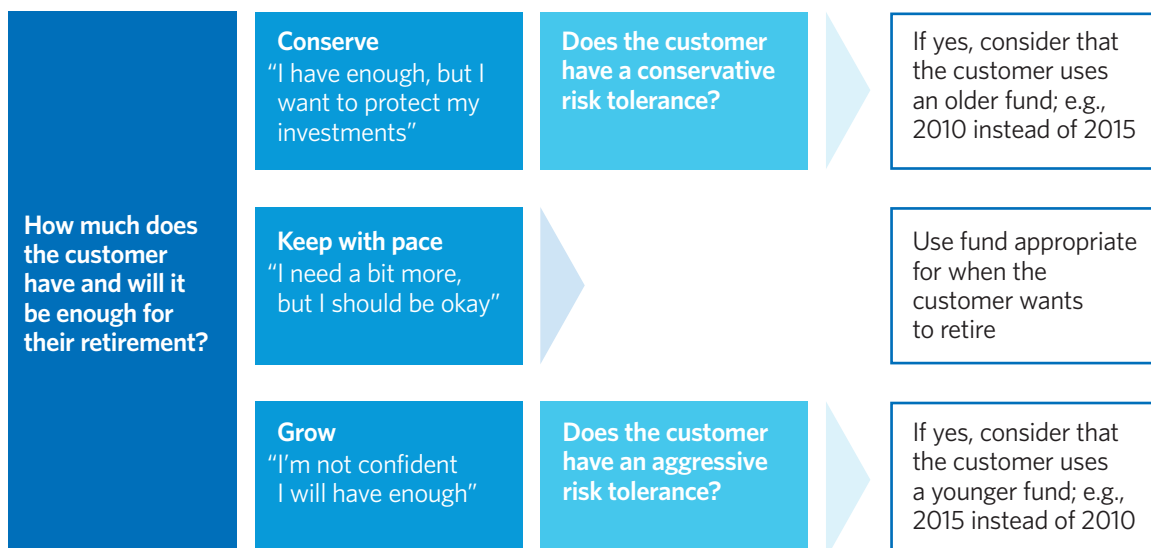 How much does
the customer
have and will it
be enough for
their retirement?
Conserve
“I have enough, but I
want to protect my
investments”
Does the customer
have a conservative
risk tolerance?
If yes, consider that
the customer uses
an older fund; e.g.,
2010 instead of 2015
Keep with pace
“I need a bit more,
but I should be okay”
Use fund appropriate
for when the
customer wants
to retire
Grow
“I’m not confident
I will have enough”
Does the customer
have an aggressive
risk tolerance?
If yes, consider that
the customer uses
a younger fund; e.g.,
2015 instead of 2010